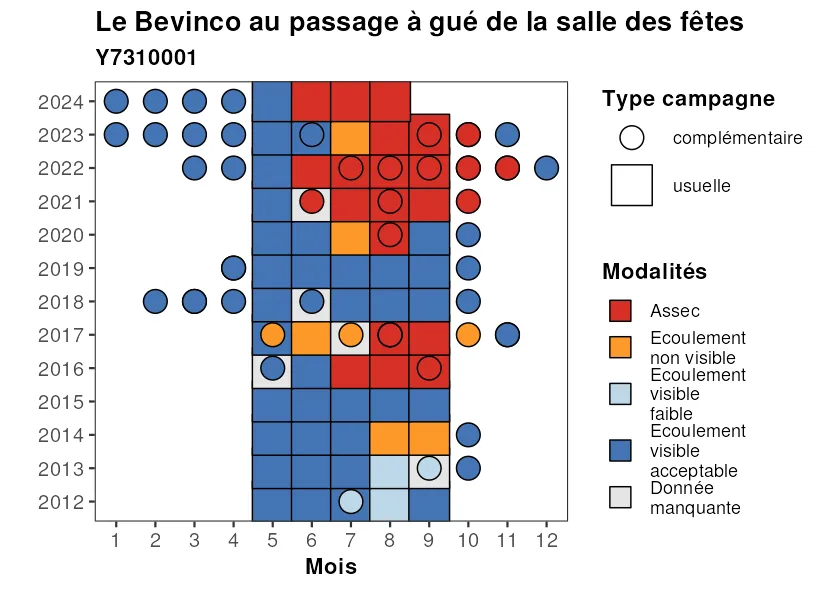 Le Bevinco au passage à gué de la salle des fêtes
Y7310001
2024
2023
2022
2021
2020
2019
2018
2017
2016
2015
2014
2013
2012
1 2 3 4 5 6 7 8 9 10 11 12
Mois
Type campagne
complémentaire
usuelle
Modalités
Assec
Ecoulement
non visible
Ecoulement
visible
faible
Ecoulement
visible
acceptable
Donnée
manquante